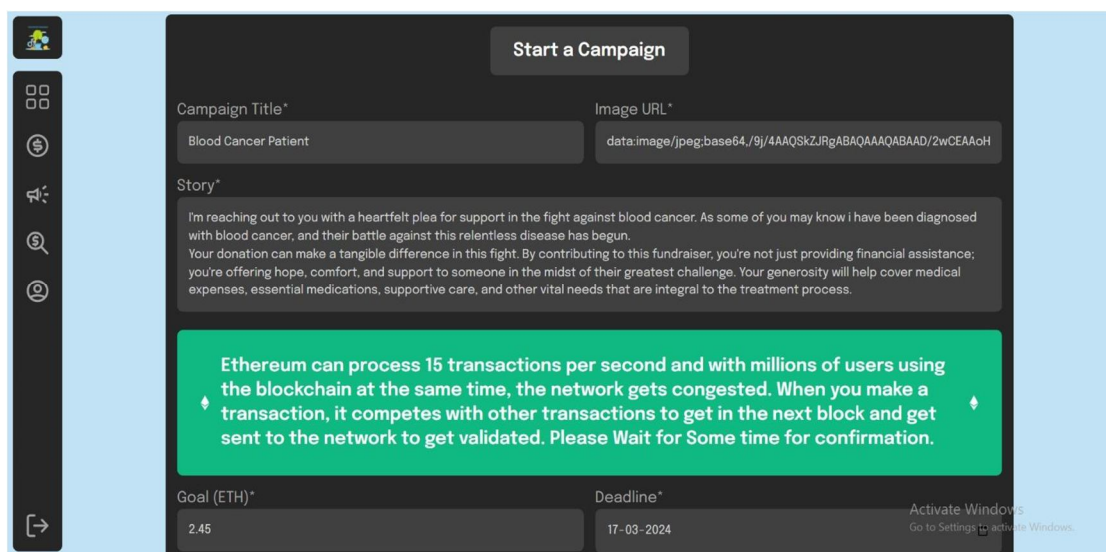 Start a Campaign
Campaign Title*
Image URL*
Blood Cancer Patient
data:image/jpeg;base64,/9j/4AAQSkZJRgABAQAAAQABAAD/2wCEAAoH
Story*
I'm reaching out to you with a heartfelt plea for support in the fight against blood cancer. As some of you may know i have been diagnosed
with blood cancer, and their battle against this relentless disease has begun.
Your donation can make a tangible difference in this fight. By contributing to this fundraiser, you're not just providing financial assistance;
you're offering hope, comfort, and support to someone in the midst of their greatest challenge. Your generosity will help cover medical
expenses, essential medications, supportive care, and other vital needs that are integral to the treatment process.
Ethereum can process 15 transactions per second and with millions of users using
the blockchain at the same time, the network gets congested. When you make a
transaction, it competes with other transactions to get in the next block and get
sent to the network to get validated. Please Wait for Some time for confirmation.
Goal (ETH)*
Deadline*
2.45
17-03-2024
Activate Windows
Go to Settings to activate Windows.